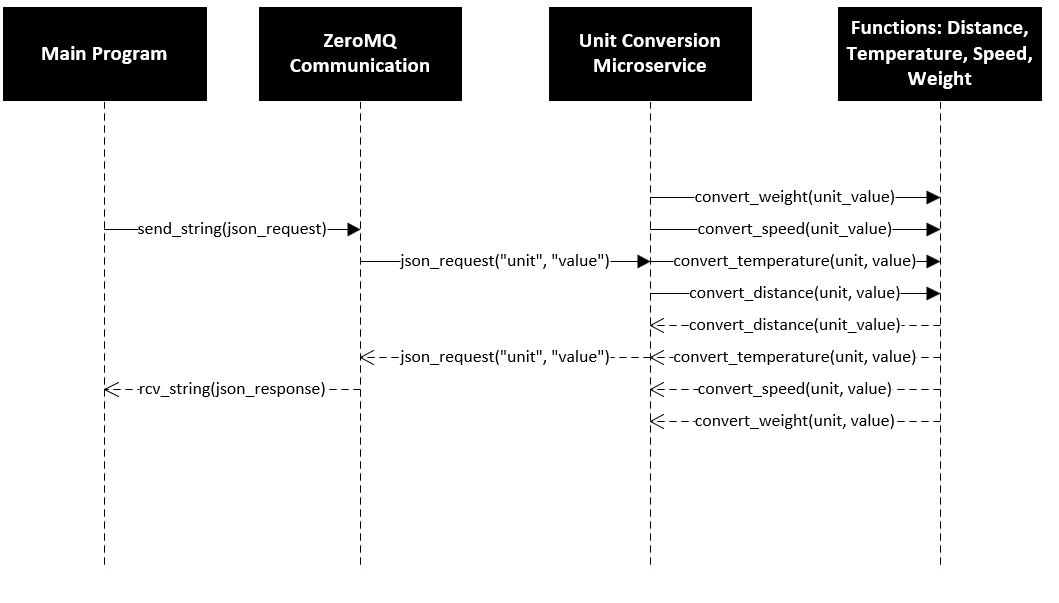 Main Program
ZeroMQ
Communication
Unit Conversion
Microservice
Functions: Distance,
Temperature, Speed,
Weight
convert_weight(unit_value)
send_string(json_request)
convert_speed(unit_value)
json_request("unit", "value")
convert_temperature(unit, value)
convert_distance(unit, value)
convert_distance(unit_value)
json_request("unit", "value")
convert_temperature(unit, value)
rcv_string(json_response)
convert_speed(unit, value)
convert_weight(unit, value)